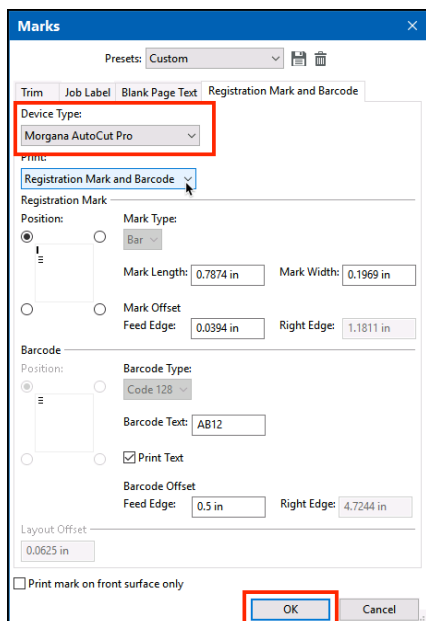 Marks
Presets: Custom
Trim Job Label Blank Page Text Registration Mark and Barcode
Device Type:
Morgana AutoCut Pro
Print:
Registration Mark and Barcode
Registration Mark
Position: Mark Type:
Bar
Mark Length: 0.7874 in Mark Width: 0.1969 in
Mark Offset
Feed Edge: 0.0394 in Right Edge: 1.1811 in
Barcode
Position: Barcode Type:
Code 128
Barcode Text: AB12
Print Text
Barcode Offset
Feed Edge: 0.5 in Right Edge: 4.7244 in
Layout Offset
0.0625 in
Print mark on front surface only
OK Cancel